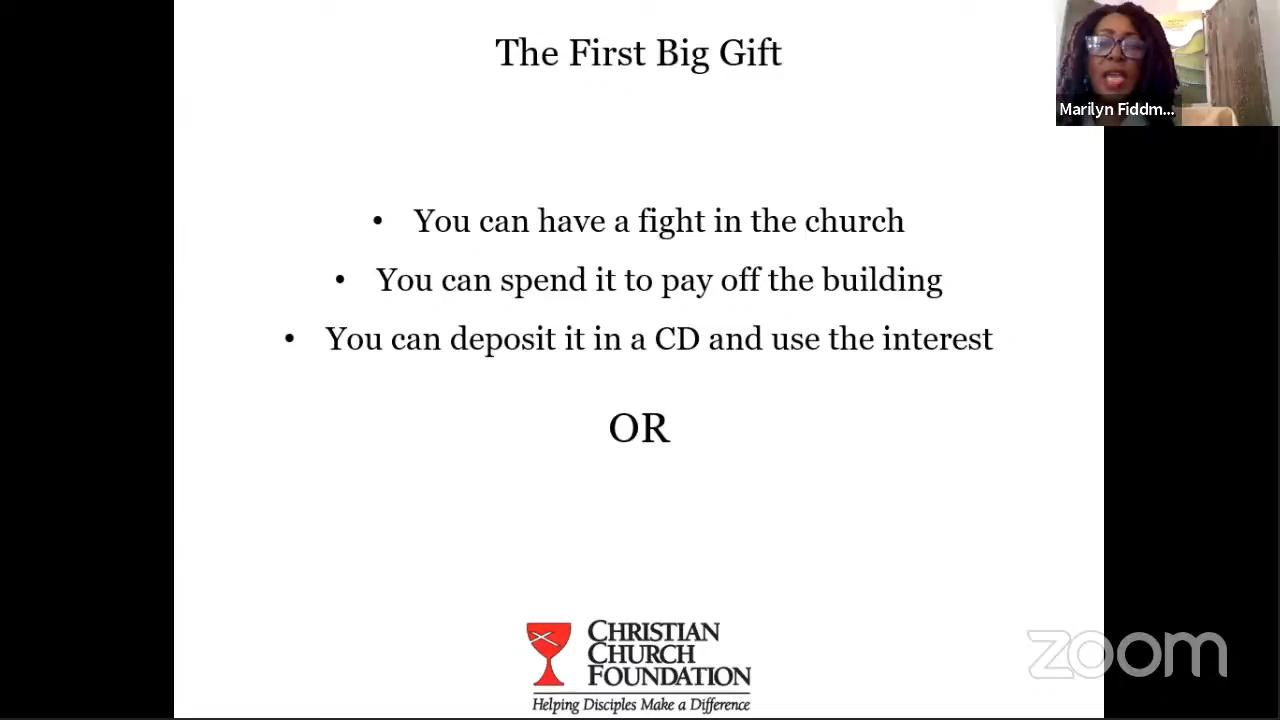 The First Big Gift
Marilyn Fiddm...
• You can have a fight in the church
• You can spend it to pay off the building
• You can deposit it in a CD and use the interest
OR
CHRISTIAN
CHURCH
FOUNDATION
Helping Disciples Make a Difference
zoom